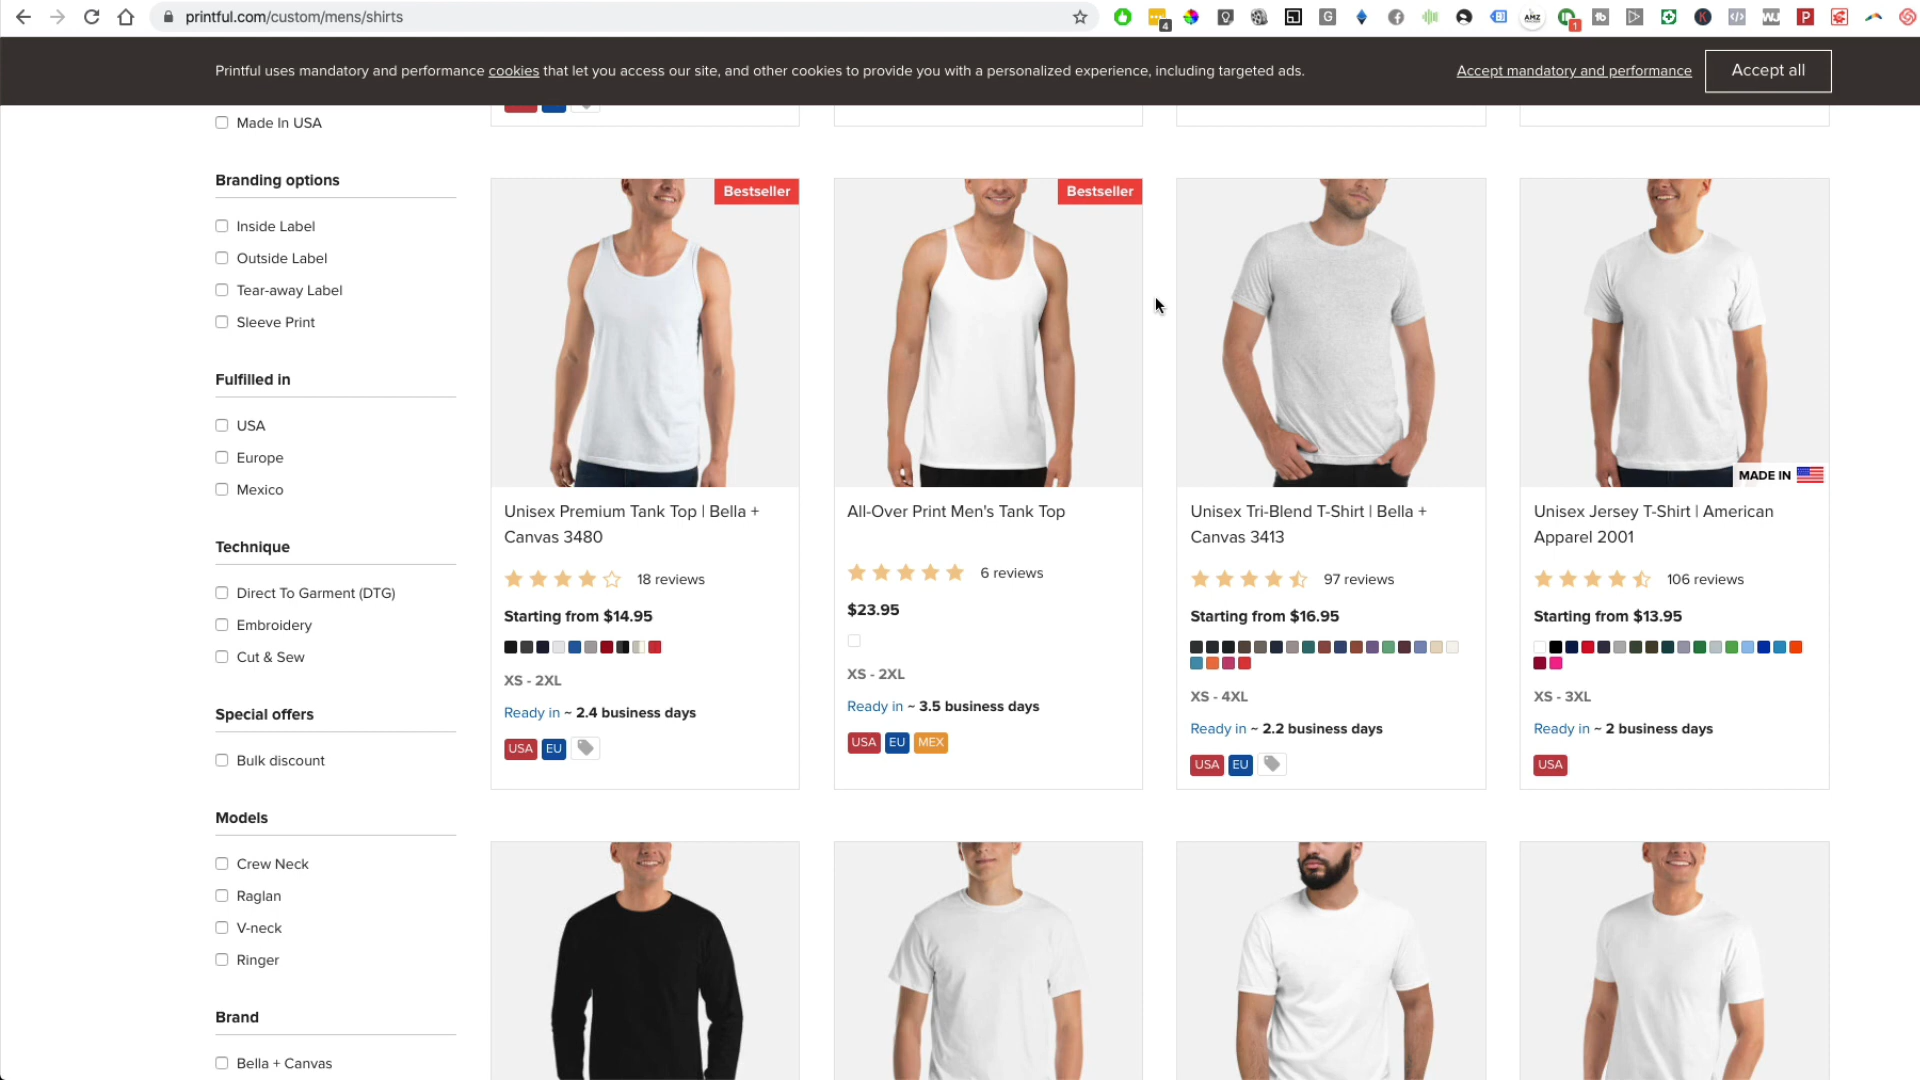 printful.com/custom/mens/shirts
4
G
AMZ
1
P
Printful uses mandatory and performance cookies that let you access our site, and other cookies to provide you with a personalized experience, including targeted ads.
Accept mandatory and performance
Accept all
Made In USA
Branding options
Inside Label
Outside Label
Tear-away Label
Sleeve Print
Fulfilled in
USA
Europe
Mexico
Technique
Direct To Garment (DTG)
Embroidery
Cut & Sew
Special offers
Bulk discount
Models
Crew Neck
Raglan
V-neck
Ringer
Brand
Bella + Canvas
Bestseller
Unisex Premium Tank Top | Bella +
Canvas 3480
18 reviews
Starting from $14.95
XS - 2XL
Ready in ~ 2.4 business days
USA EU
Bestseller
All-Over Print Men's Tank Top
6 reviews
$23.95
XS - 2XL
Ready in ~ 3.5 business days
USA EU MEX
Unisex Tri-Blend T-Shirt | Bella +
Canvas 3413
97 reviews
Starting from $16.95
XS - 4XL
Ready in ~ 2.2 business days
USA EU
MADE IN
Unisex Jersey T-Shirt | American
Apparel 2001
106 reviews
Starting from $13.95
XS - 3XL
Ready in ~ 2 business days
USA